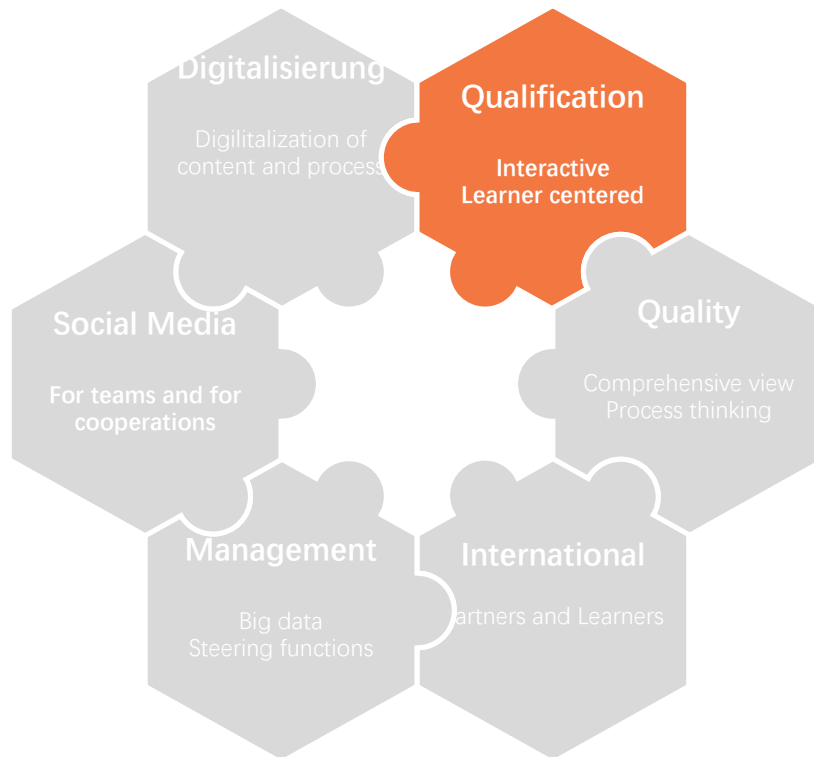 Digitalisierung
Digilitalization of
content and process
Qualification
Interactive
Learner centered
Social Media
For teams and for
cooperations
Quality
Comprehensive view
Process thinking
Management
Big data
Steering functions
International
artners and Learners